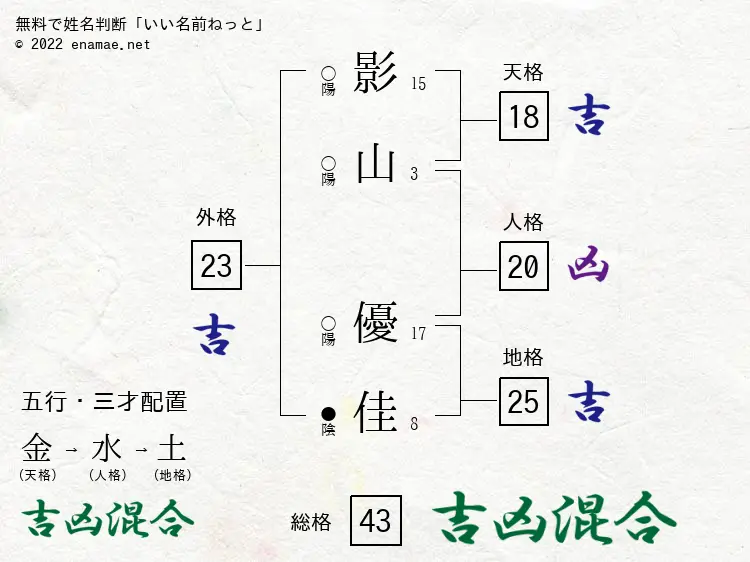 無料で姓名判断「いい名前ねっと」
© 2022 enamae.net
天格
18 吉
人格
20 凶
地格
25 吉
外格
23
吉
○陽 影 15
○陽 山 3
○陽 優 17
●陰 佳 8
五行・三才配置
金→水→土
(天格) (人格) (地格)
吉凶混合
総格 43 吉凶混合